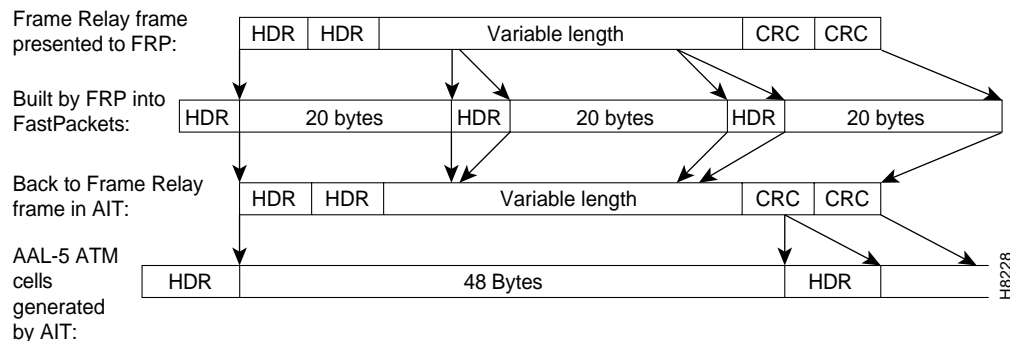 Frame Relay frame
presented to FRP:
HDR HDR Variable length CRC CRC
Built by FRP into
FastPackets:
HDR 20 bytes HDR 20 bytes HDR 20 bytes
Back to Frame Relay
frame in AIT:
HDR HDR Variable length CRC CRC
AAL-5 ATM
cells
generated
by AIT:
HDR 48 Bytes HDR
H8228